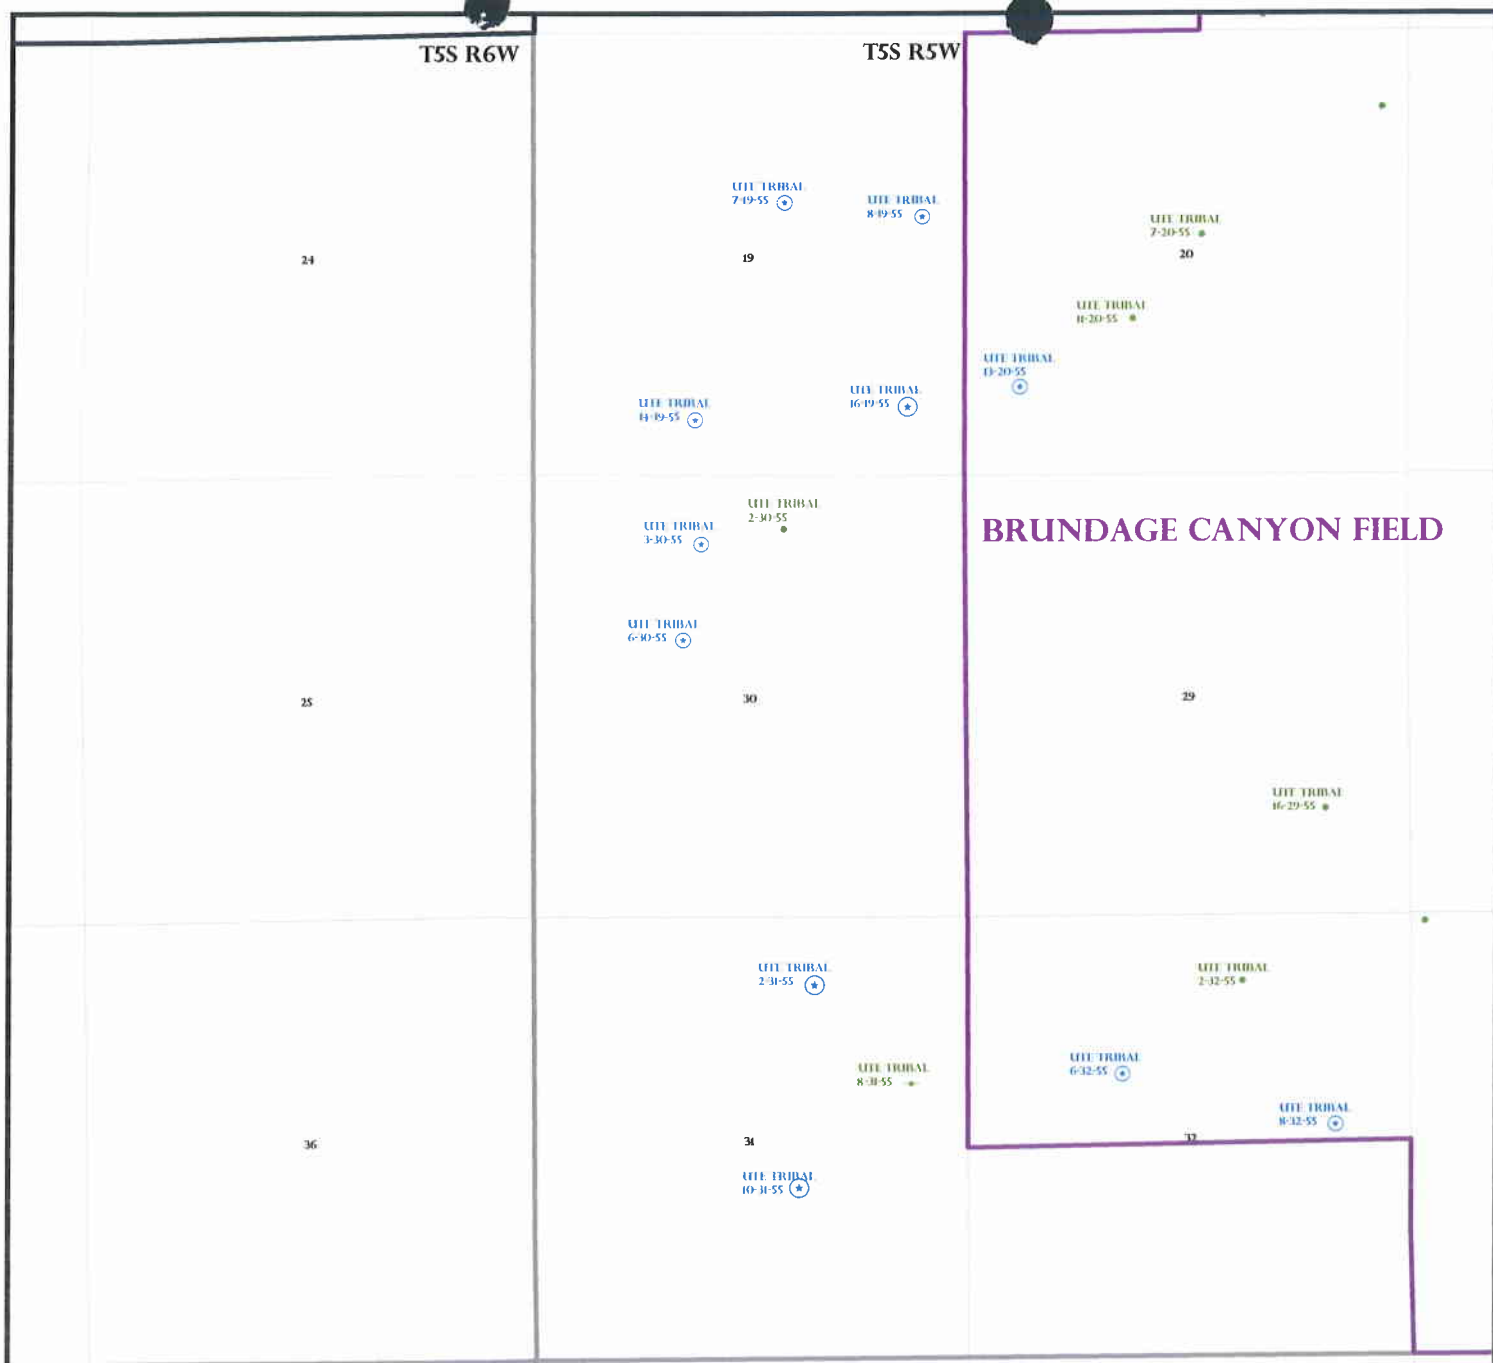 T5S R6W
T5S R5W
UTE TRIBAL
7-19-55
UTE TRIBAL
8-19-55
UTE TRIBAL
7-20-55
24
19
20
UTE TRIBAL
11-20-55
UTE TRIBAL
13-20-55
UTE TRIBAL
14-19-55
UTE TRIBAL
16-19-55
UTE TRIBAL
2-30-55
UTE TRIBAL
3-30-55
BRUNDAGE CANYON FIELD
UTE TRIBAL
6-30-55
25
30
29
UTE TRIBAL
16-29-55
UTE TRIBAL
2-31-55
UTE TRIBAL
2-32-55
UTE TRIBAL
8-31-55
UTE TRIBAL
6-32-55
UTE TRIBAL
8-32-55
36
31
32
UTE TRIBAL
10-31-55